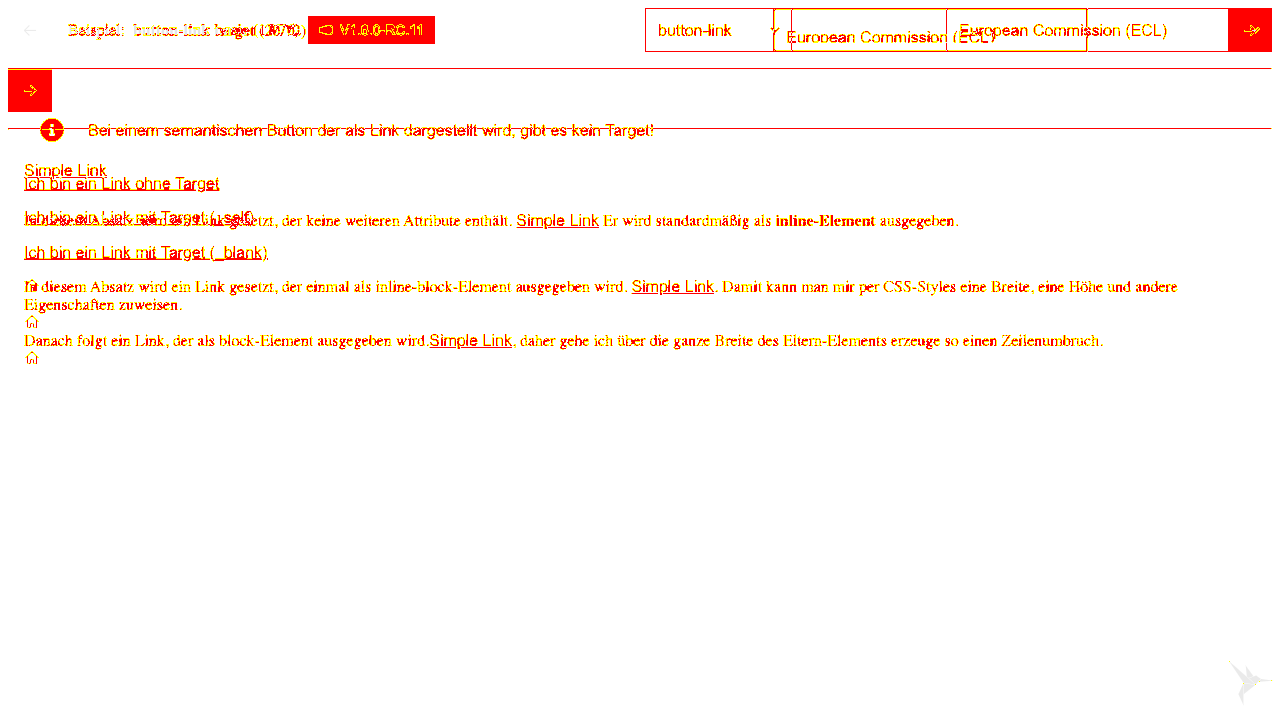 Beispiel: button-link V1.0.0-RC.11 button-link European Commission (ECL) European Commission (ECL)
Bei einem semantischen Button der als Link dargestellt wird, gibt es kein Target!
Simple Link
Ich bin ein Link ohne Target
Ich bin ein Link mit Target (_self)
gesetzt, der keine weiteren Attribute enthält. Simple Link Er wird standardmäßig als inline-Element ausgegeben.
Ich bin ein Link mit Target (_blank)
In diesem Absatz wird ein Link gesetzt, der einmal als inline-block-Element ausgegeben wird. Simple Link. Damit kann man mir per CSS-Styles eine Breite, eine Höhe und andere
Eigenschaften zuweisen.
Danach folgt ein Link, der als block-Element ausgegeben wird.Simple Link, daher gehe ich über die ganze Breite des Eltern-Elements erzeuge so einen Zeilenumbruch.